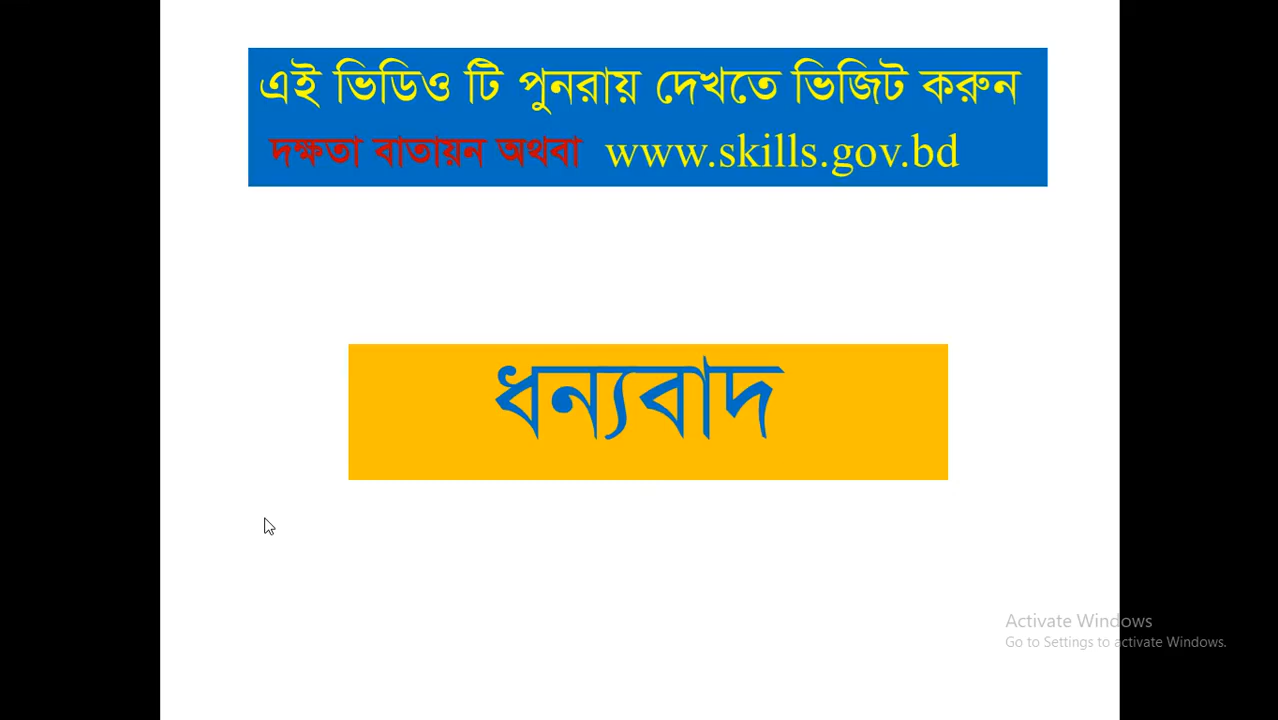 এই ভিডিও টি পুনরায় দেখতে ভিজিট করুন
দক্ষতা বাতায়ন অথবা www.skills.gov.bd
ধন্যবাদ
Activate Windows
Go to Settings to activate Windows.